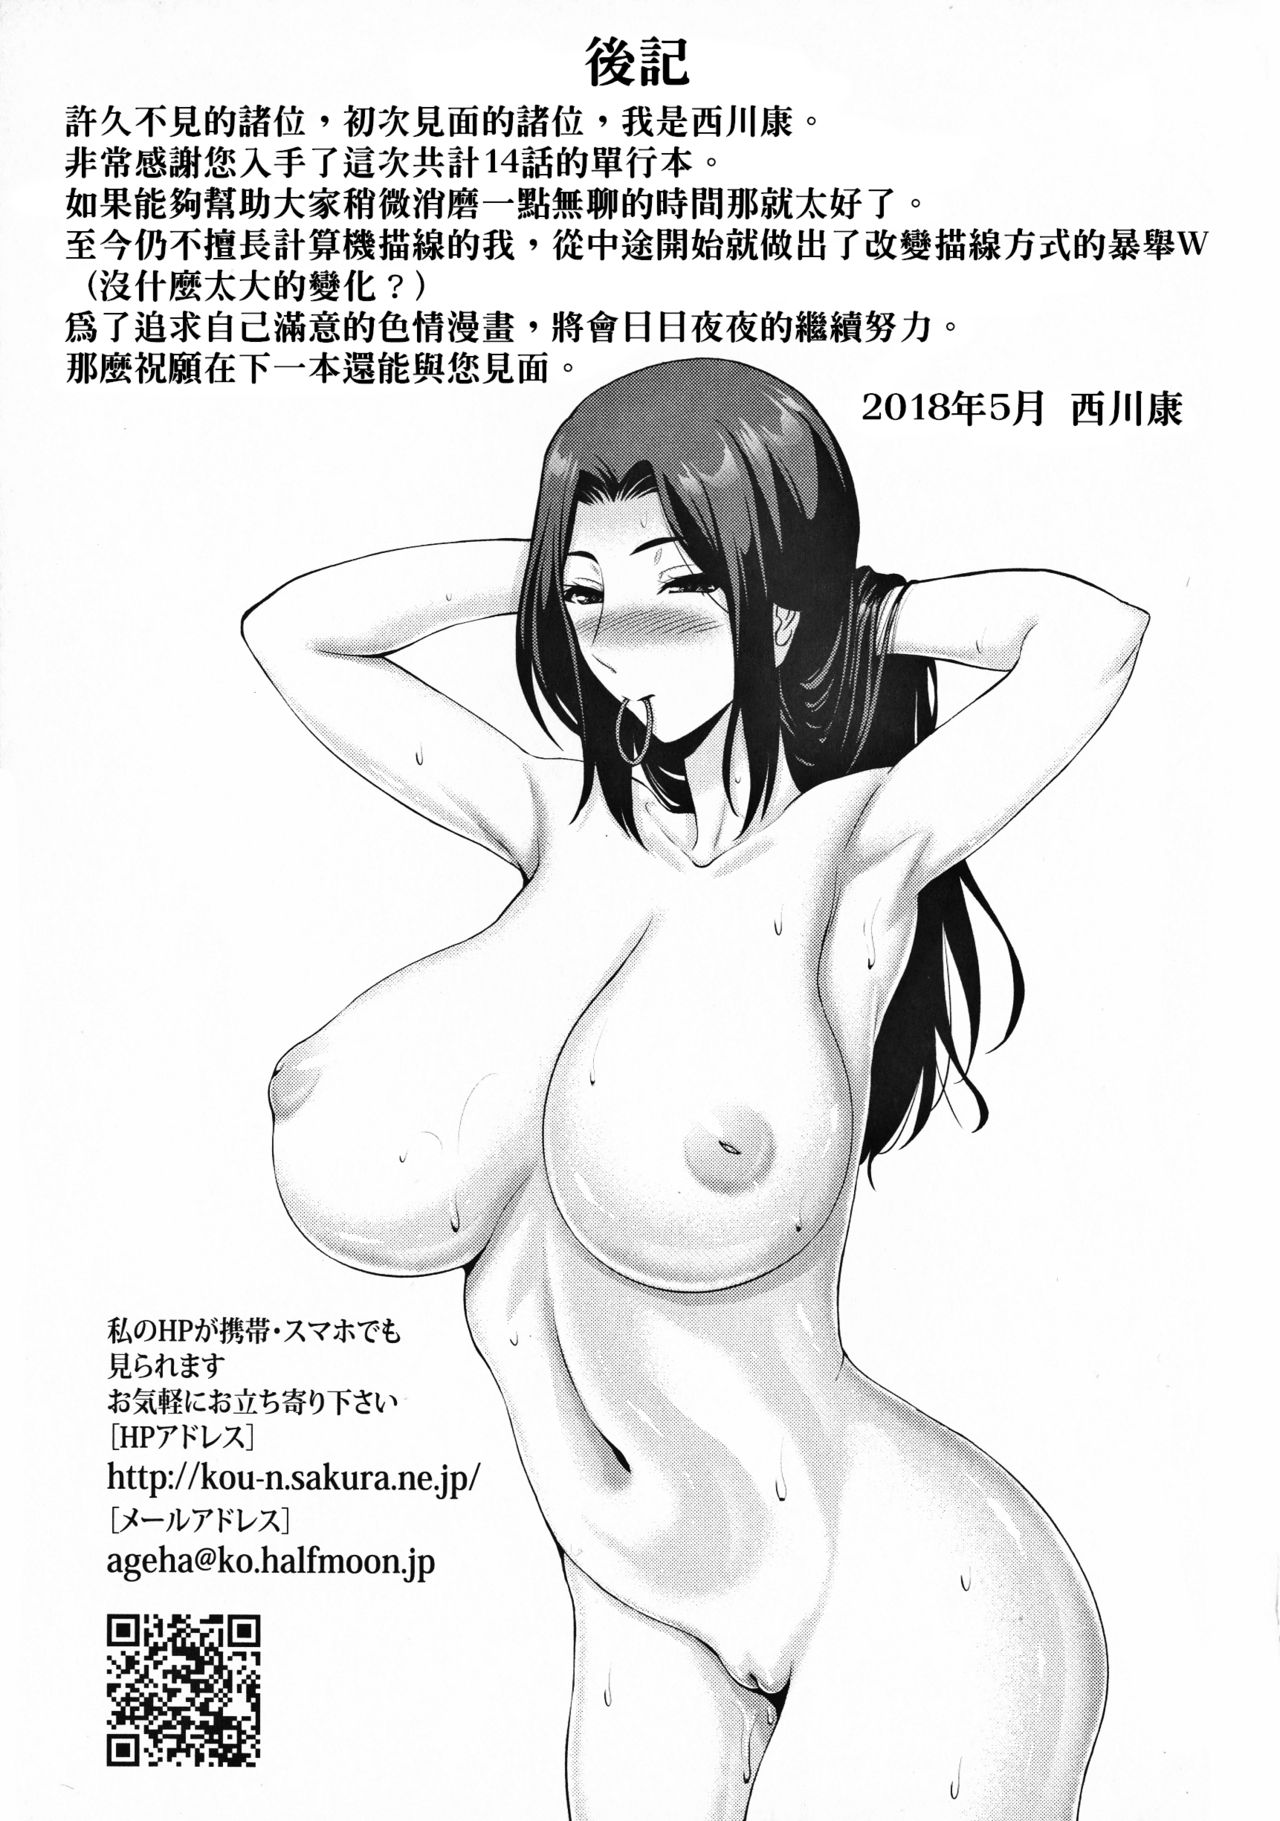 後記
許久不見的諸位，初次見面的諸位，我是西川康。
非常感謝您入手了這次共計14話的單行本。
如果能夠幫助大家稍微消磨一點無聊的時間那就太好了。
至今仍不擅長計算機描線的我，從中途開始就做出了改變描線方式的暴舉W
（沒什麼太大的變化？）
爲了追求自己滿意的色情漫畫，將會日日夜夜的繼續努力。
那麼祝願在下一本還能與您見面。
2018年5月 西川康
私のHPが携帯・スマホでも
見られます
お気軽にお立ち寄り下さい
［HPアドレス］
http://kou-n.sakura.ne.jp/
［メールアドレス］
ageha@ko.halfmoon.jp